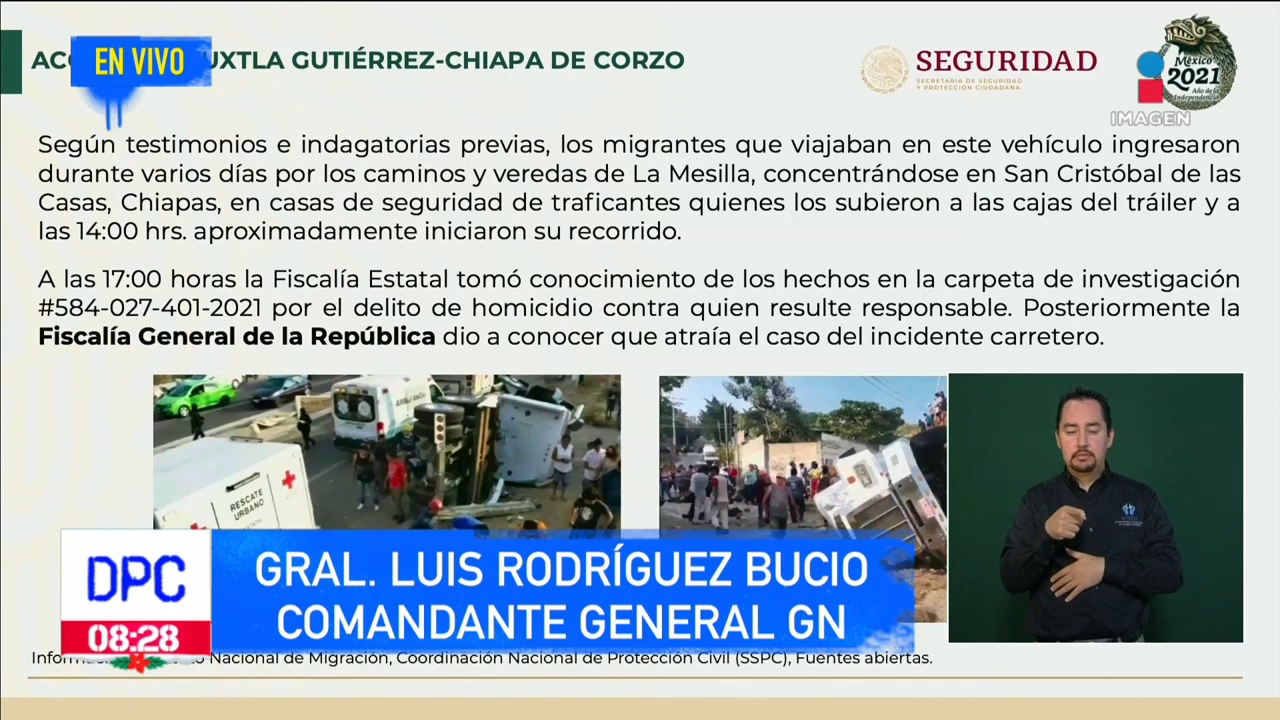 EN VIVO
UXTLA GUTIÉRREZ-CHIAPA DE CORZO
SEGURIDAD
SECRETARÍA DE SEGURIDAD
Y PROTECCIÓN CIUDADANA
México
2021
Año de la
Independencia
IMAGEN
Según testimonios e indagatorias previas, los migrantes que viajaban en este vehículo ingresaron
durante varios días por los caminos y veredas de La Mesilla, concentrándose en San Cristóbal de las
Casas, Chiapas, en casas de seguridad de traficantes quienes los subieron a las cajas del tráiler y a
las 14:00 hrs. aproximadamente iniciaron su recorrido.
A las 17:00 horas la Fiscalía Estatal tomó conocimiento de los hechos en la carpeta de investigación
#584-027-401-2021 por el delito de homicidio contra quien resulte responsable. Posteriormente la
Fiscalía General de la República dio a conocer que atraía el caso del incidente carretero.
RESCATE
URBANO
DPC
08:28
GRAL. LUIS RODRÍGUEZ BUCIO
COMANDANTE GENERAL GN
Nacional de Migración, Coordinación Nacional de Protección Civil (SSPC), Fuentes abiertas.